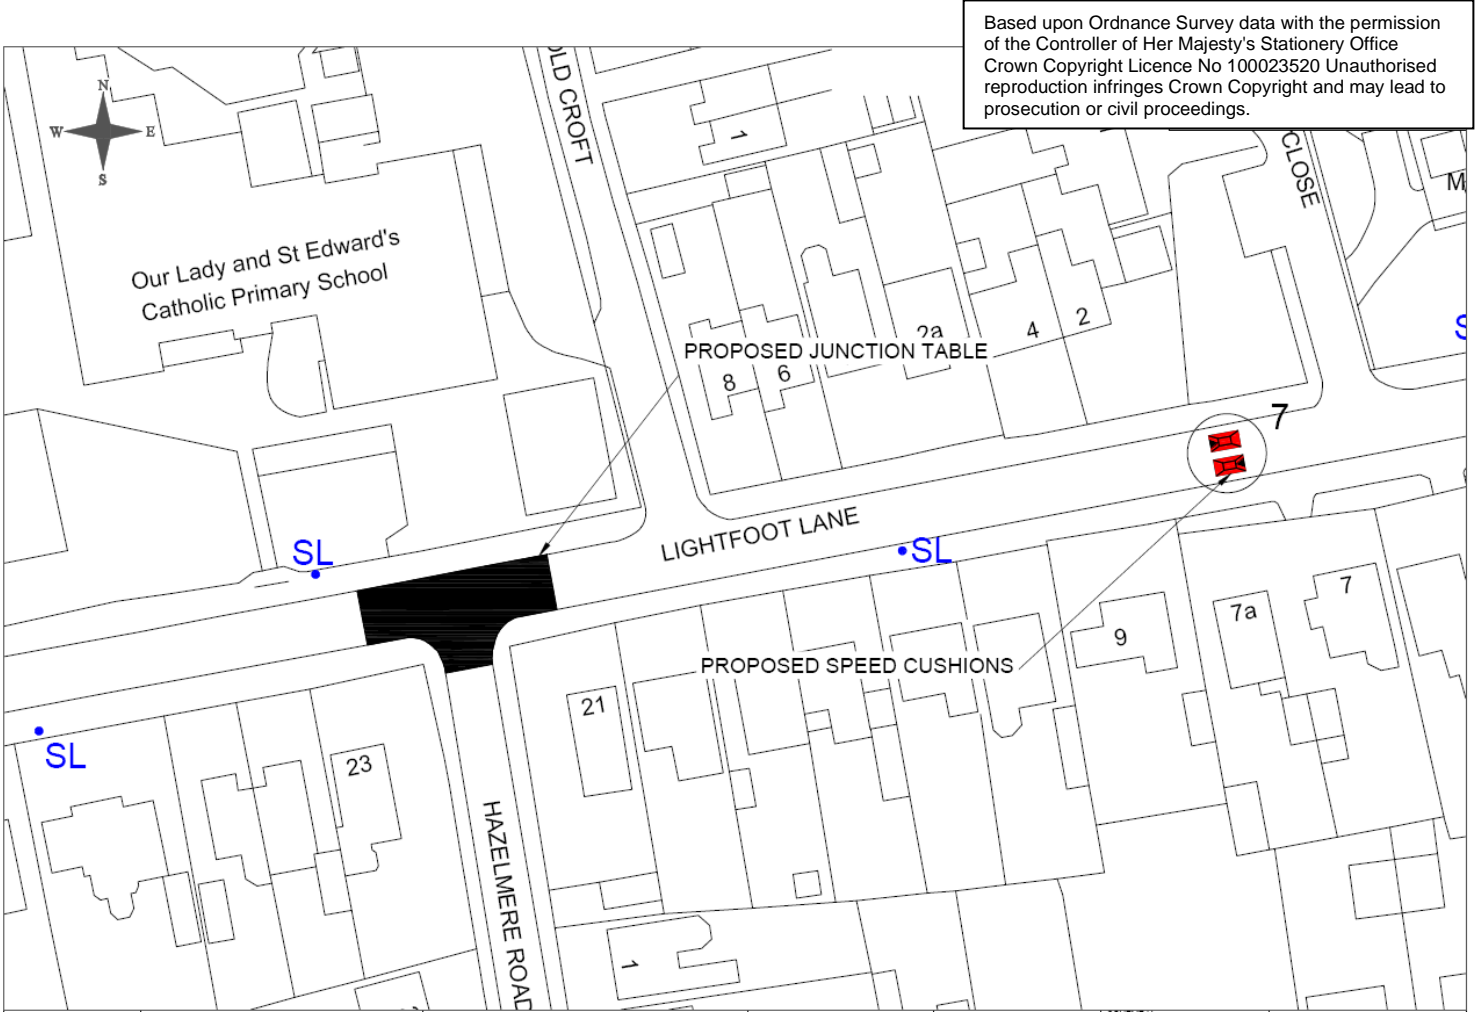 Based upon Ordnance Survey data with the permission
of the Controller of Her Majesty's Stationery Office
Crown Copyright Licence No 100023520 Unauthorised
reproduction infringes Crown Copyright and may lead to
prosecution or civil proceedings.
N
W E
S
OLD CROFT
1
CLOSE
M
Our Lady and St Edward's
Catholic Primary School
2a
4
2
S
PROPOSED JUNCTION TABLE
8
6
7
LIGHTFOOT LANE
SL
SL
7
7a
9
PROPOSED SPEED CUSHIONS
21
SL
23
HAZELMERE ROAD
1